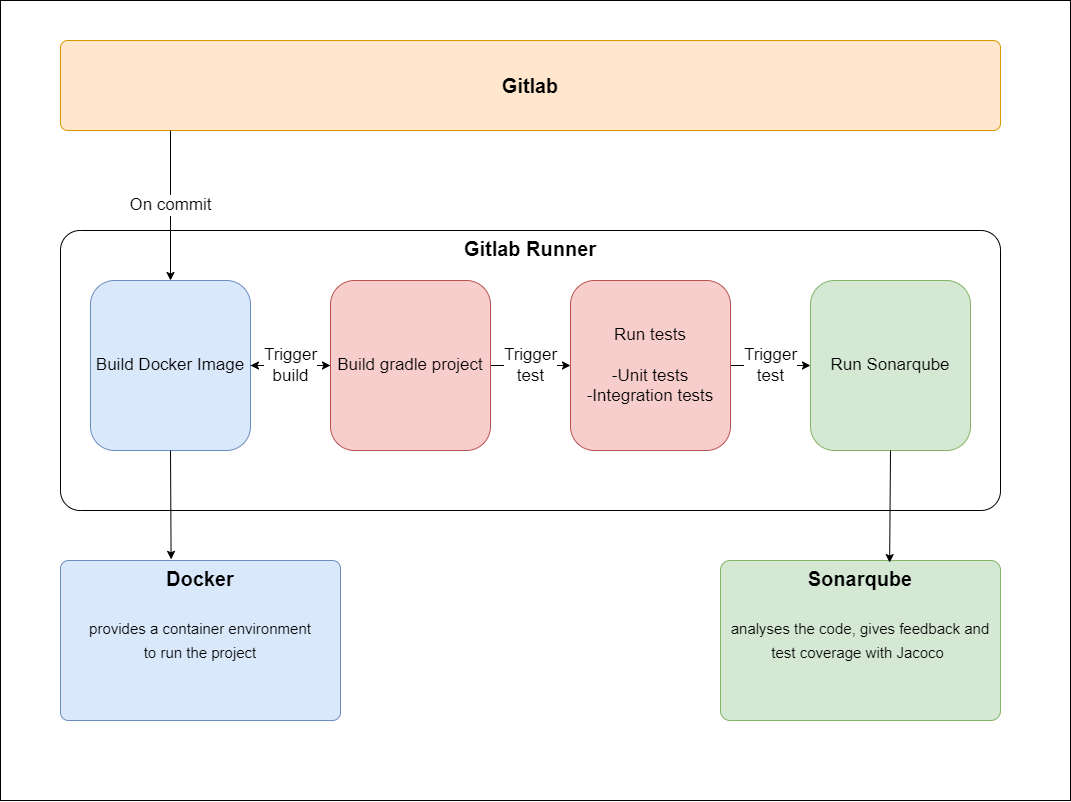 Gitlab
On commit
Gitlab Runner
Build Docker Image
Trigger
build
Build gradle project
Trigger
test
Run tests
-Unit tests
-Integration tests
Trigger
test
Run Sonarqube
Docker
provides a container environment
to run the project
Sonarqube
analyses the code, gives feedback and
test coverage with Jacoco